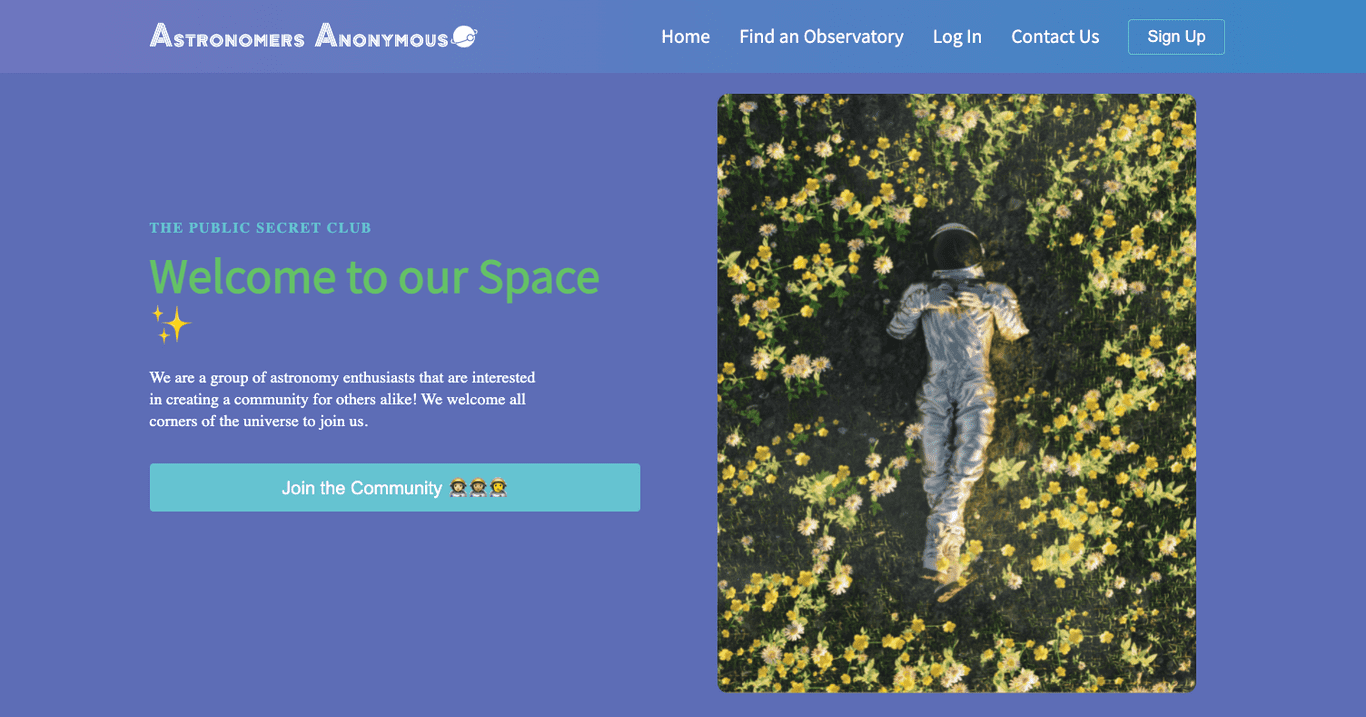 Astronomers Anonymous
Home
Find an Observatory
Log In
Contact Us
Sign Up
THE PUBLIC SECRET CLUB
Welcome to our Space
✨
We are a group of astronomy enthusiasts that are interested
in creating a community for others alike! We welcome all
corners of the universe to join us.
Join the Community 👩🏻‍🚀👩🏽‍🚀👩‍🚀